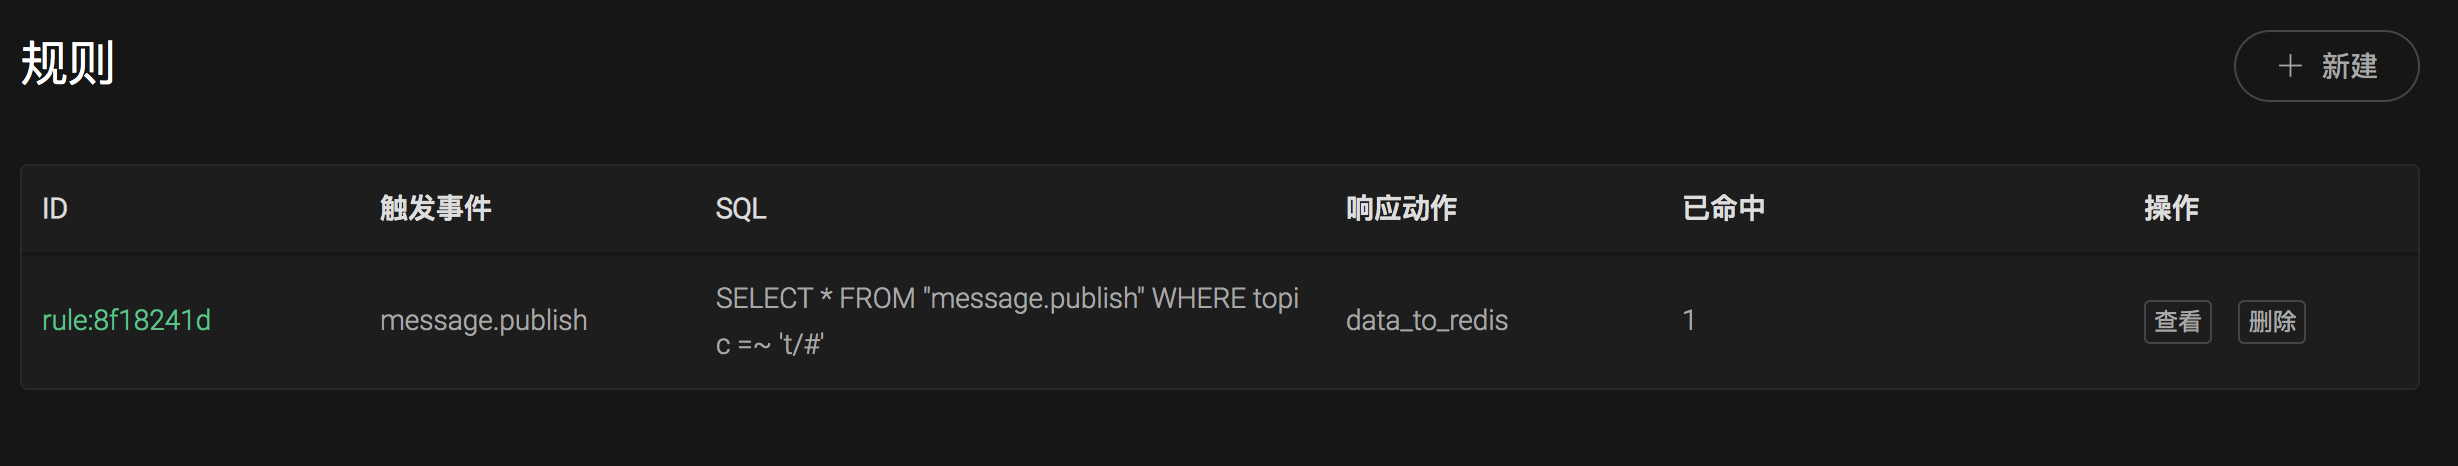 规则
+ 新建
ID 触发事件 SQL 响应动作 已命中 操作
rule:8f18241d message.publish SELECT * FROM "message.publish" WHERE topi data_to_redis 1 查看 删除
c =~ 't/#'